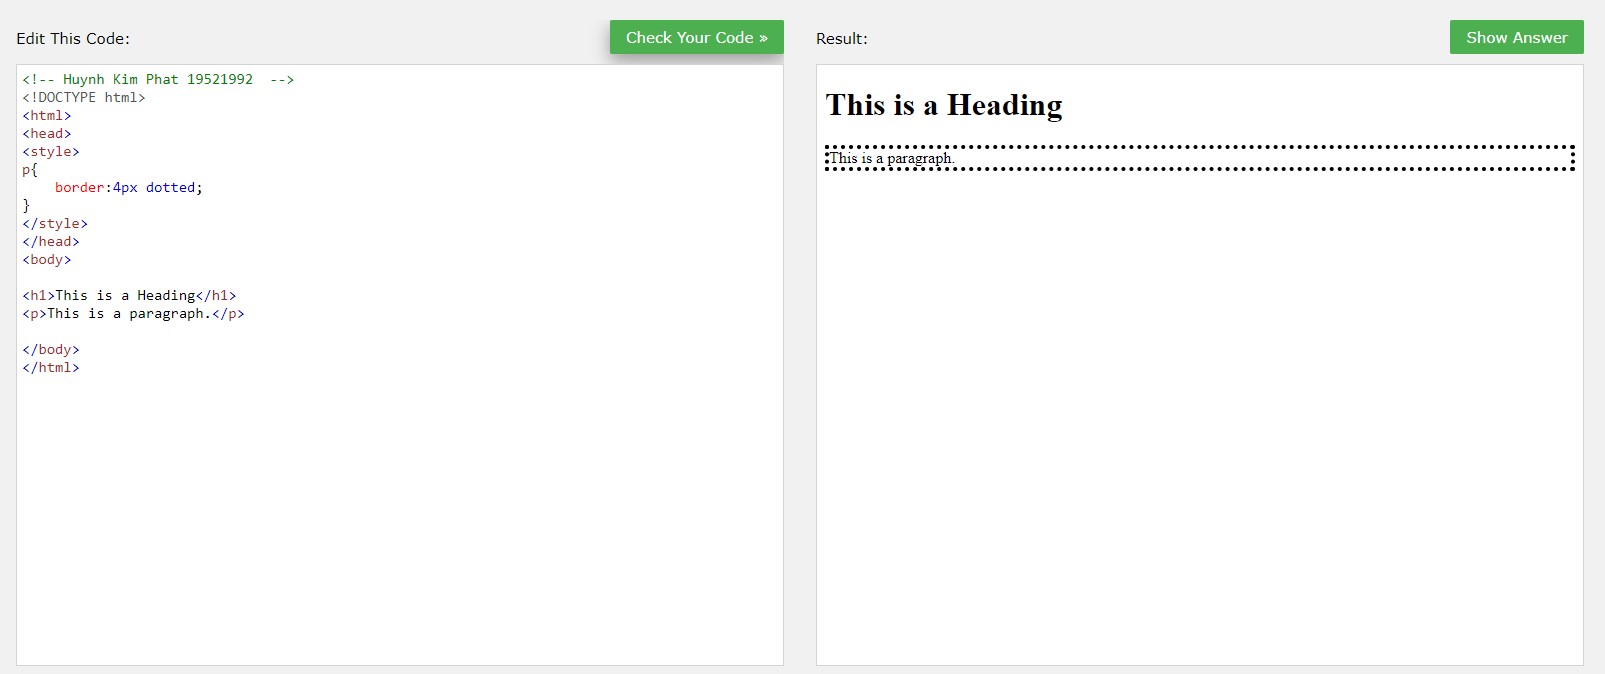 Edit This Code:
Check Your Code »
<!-- Huynh Kim Phat 19521992  -->
<!DOCTYPE html>
<html>
<head>
<style>
p{
    border:4px dotted;
}
</style>
</head>
<body>

<h1>This is a Heading</h1>
<p>This is a paragraph.</p>

</body>
</html>
Result:
Show Answer
This is a Heading
This is a paragraph.